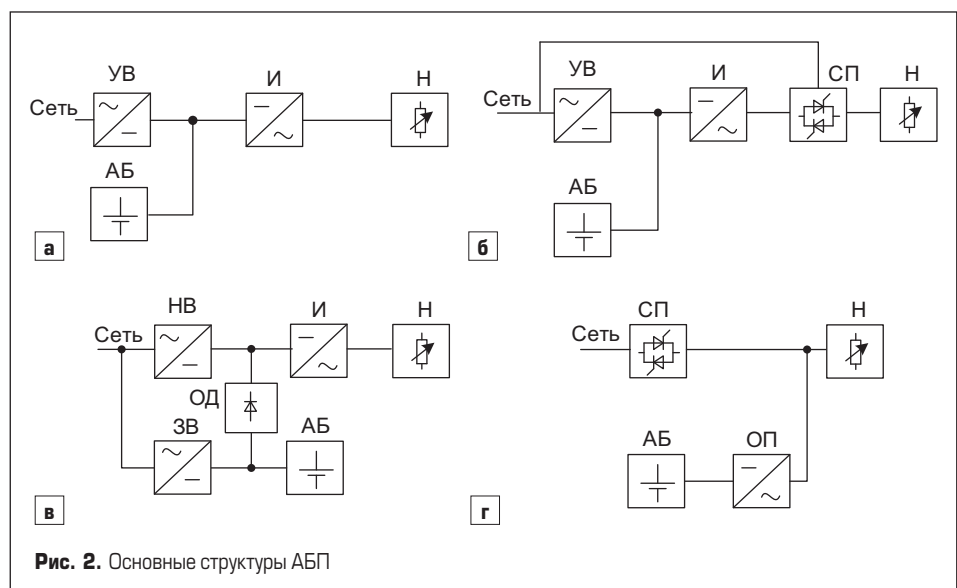 УВ
И
Н
Сеть
АБ
а
УВ
И
СП
Н
Сеть
АБ
б
НВ
И
Н
Сеть
ОД
ЗВ
АБ
в
СП
Н
Сеть
АБ
ОП
г
Рис. 2. Основные структуры АБП